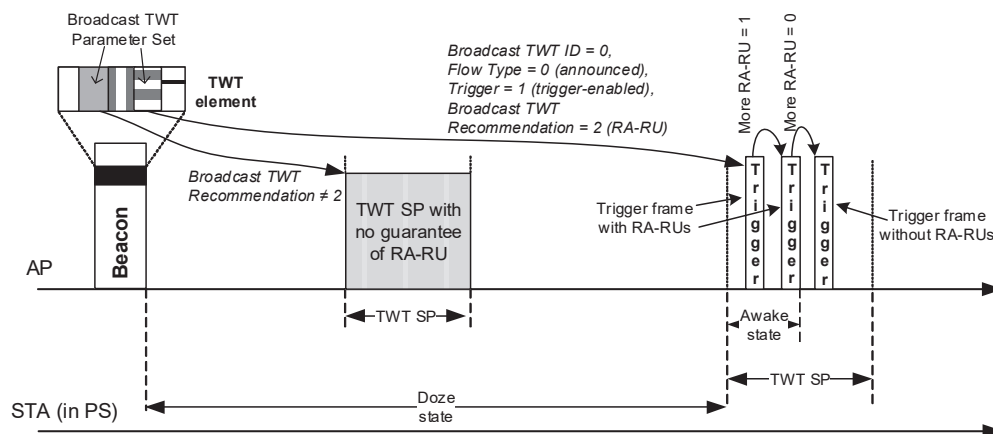 Broadcast TWT
Parameter Set
TWT
element
Broadcast TWT ID = 0,
Flow Type = 0 (announced),
Trigger = 1 (trigger-enabled),
Broadcast TWT
Recommendation = 2 (RA-RU)
More RA-RU = 1
More RA-RU = 0
Broadcast TWT
Recommendation ≠ 2
TWT SP with
no guarantee
of RA-RU
Beacon
Trigger frame
with RA-RUs
Trigger
Trigger
Trigger
Trigger frame
without RA-RUs
AP
TWT SP
Awake
state
TWT SP
Doze
state
STA (in PS)